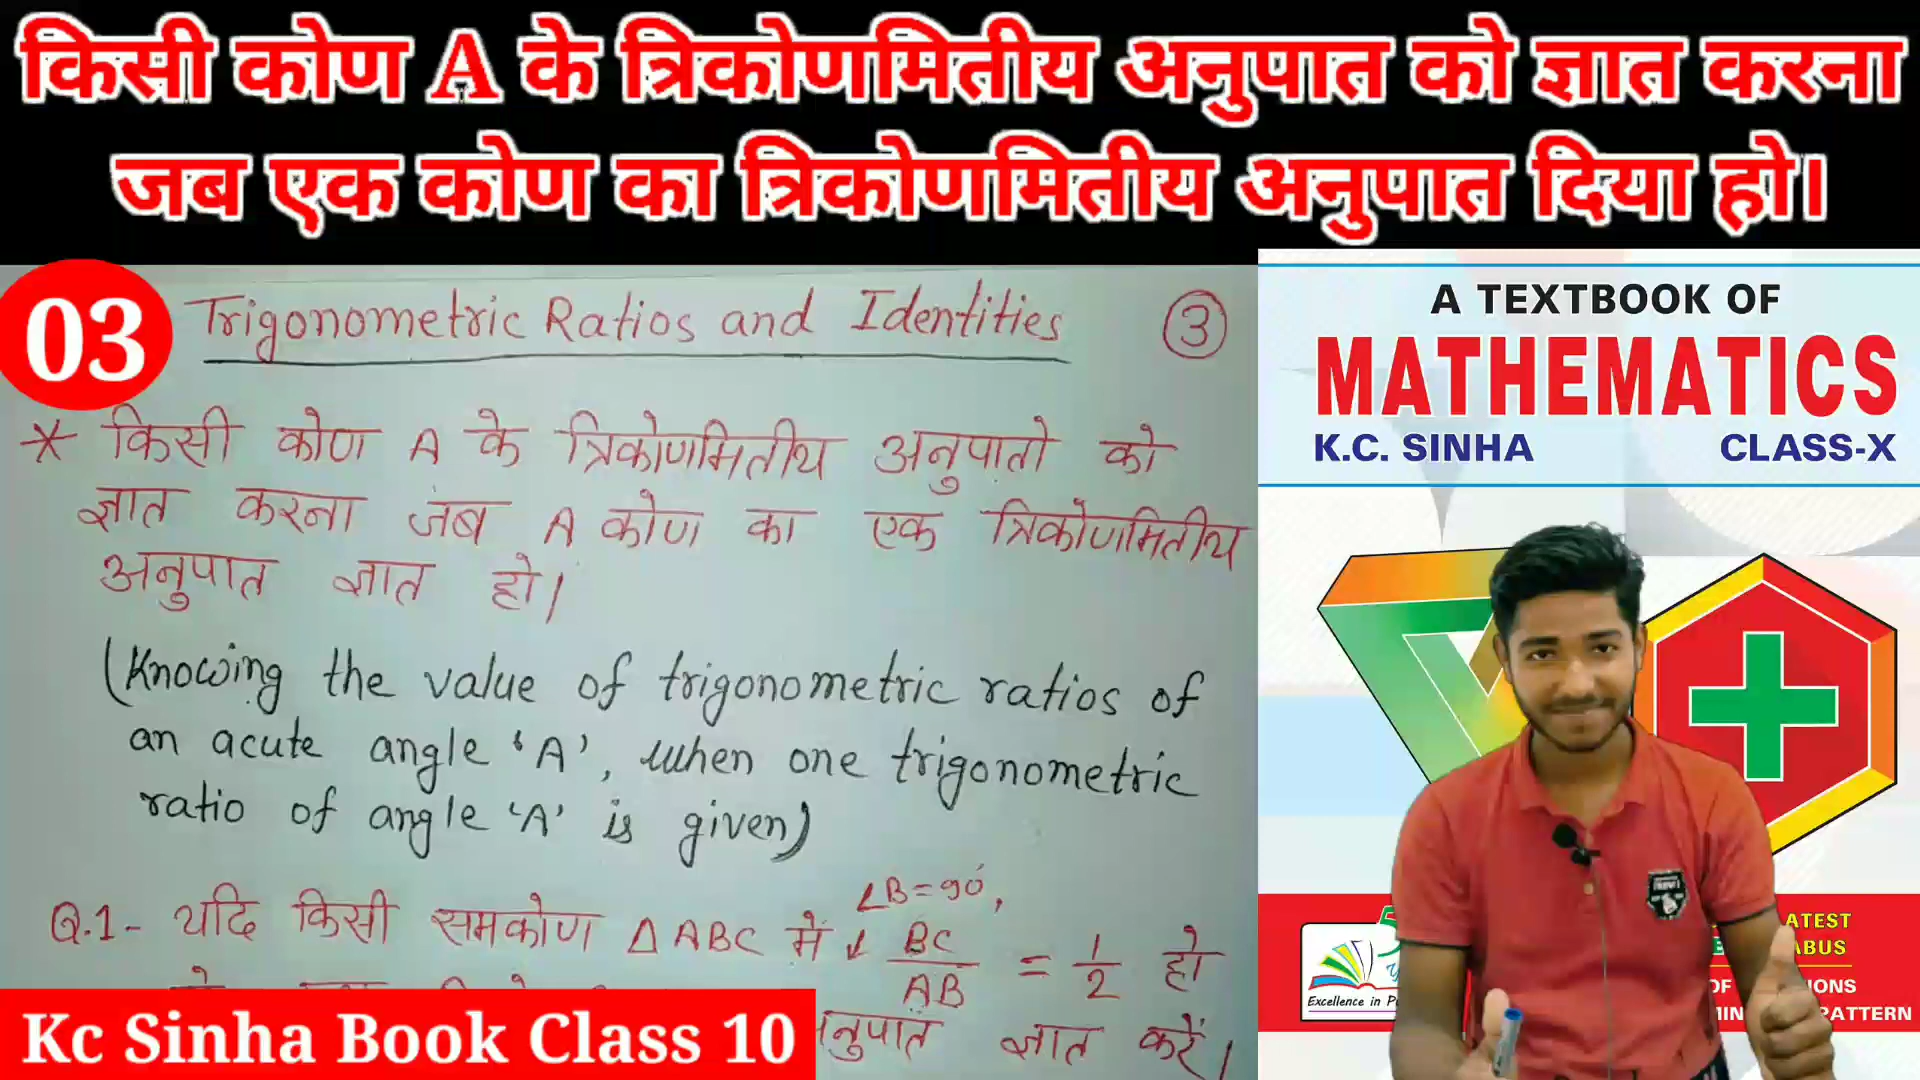 किसी कोण A के त्रिकोणमितीय अनुपात को ज्ञात करना
जब एक कोण का त्रिकोणमितीय अनुपात दिया हो।
03
Trigonometric Ratios and Identities
3
* किसी कोण A के त्रिकोणमितीय अनुपातो को
ज्ञात करना जब A कोण का एक त्रिकोणमितीय
अनुपात ज्ञात हो।
(Knowing the value of trigonometric ratios of
an acute angle ‘A’, when one trigonometric
ratio of angle ‘A’ is given)
∠B=90°,
Q.1- यदि किसी समकोण △ABC में BC/AB = 1/2 हो
ज्ञात करें।
Kc Sinha Book Class 10
A TEXTBOOK OF
MATHEMATICS
K.C. SINHA CLASS-X
Excellence in
PATTERN